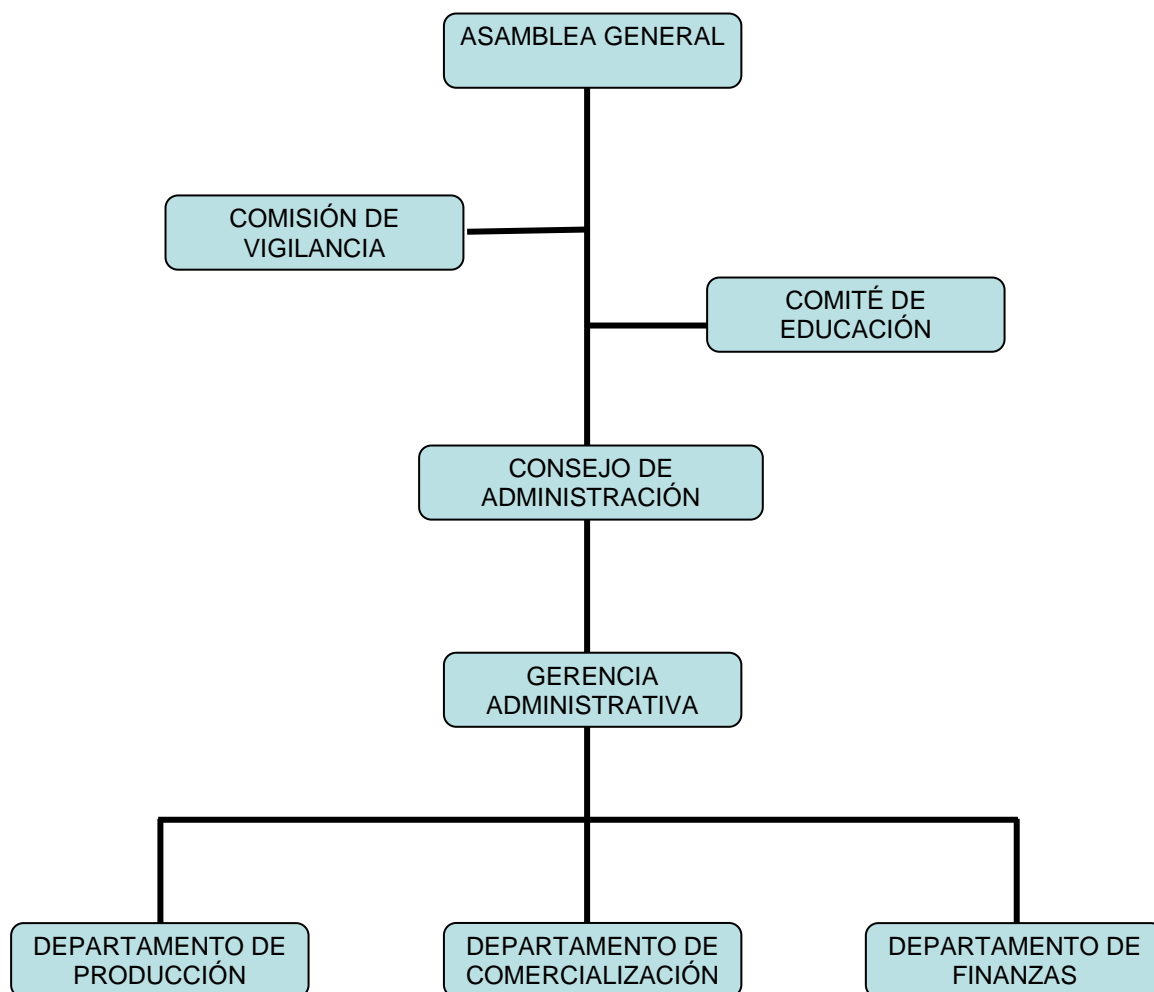 ASAMBLEA GENERAL
COMISIÓN DE
VIGILANCIA
COMITÉ DE
EDUCACIÓN
CONSEJO DE
ADMINISTRACIÓN
GERENCIA
ADMINISTRATIVA
DEPARTAMENTO DE
PRODUCCIÓN
DEPARTAMENTO DE
COMERCIALIZACIÓN
DEPARTAMENTO DE
FINANZAS